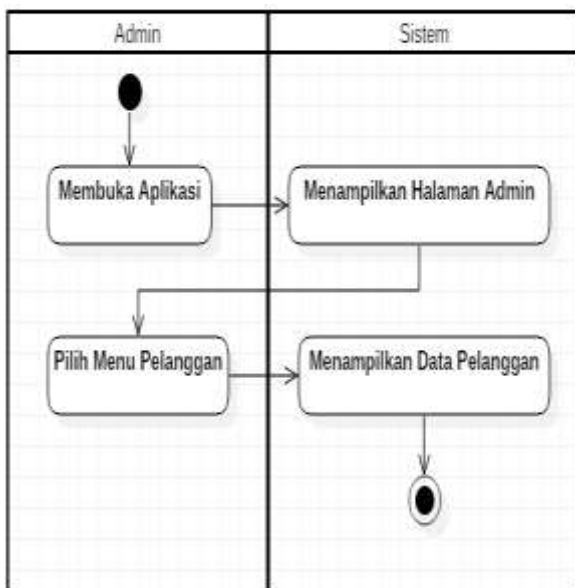 Admin
Sistem
Membuka Aplikasi
Menampilkan Halaman Admin
Pilih Menu Pelanggan
Menampilkan Data Pelanggan